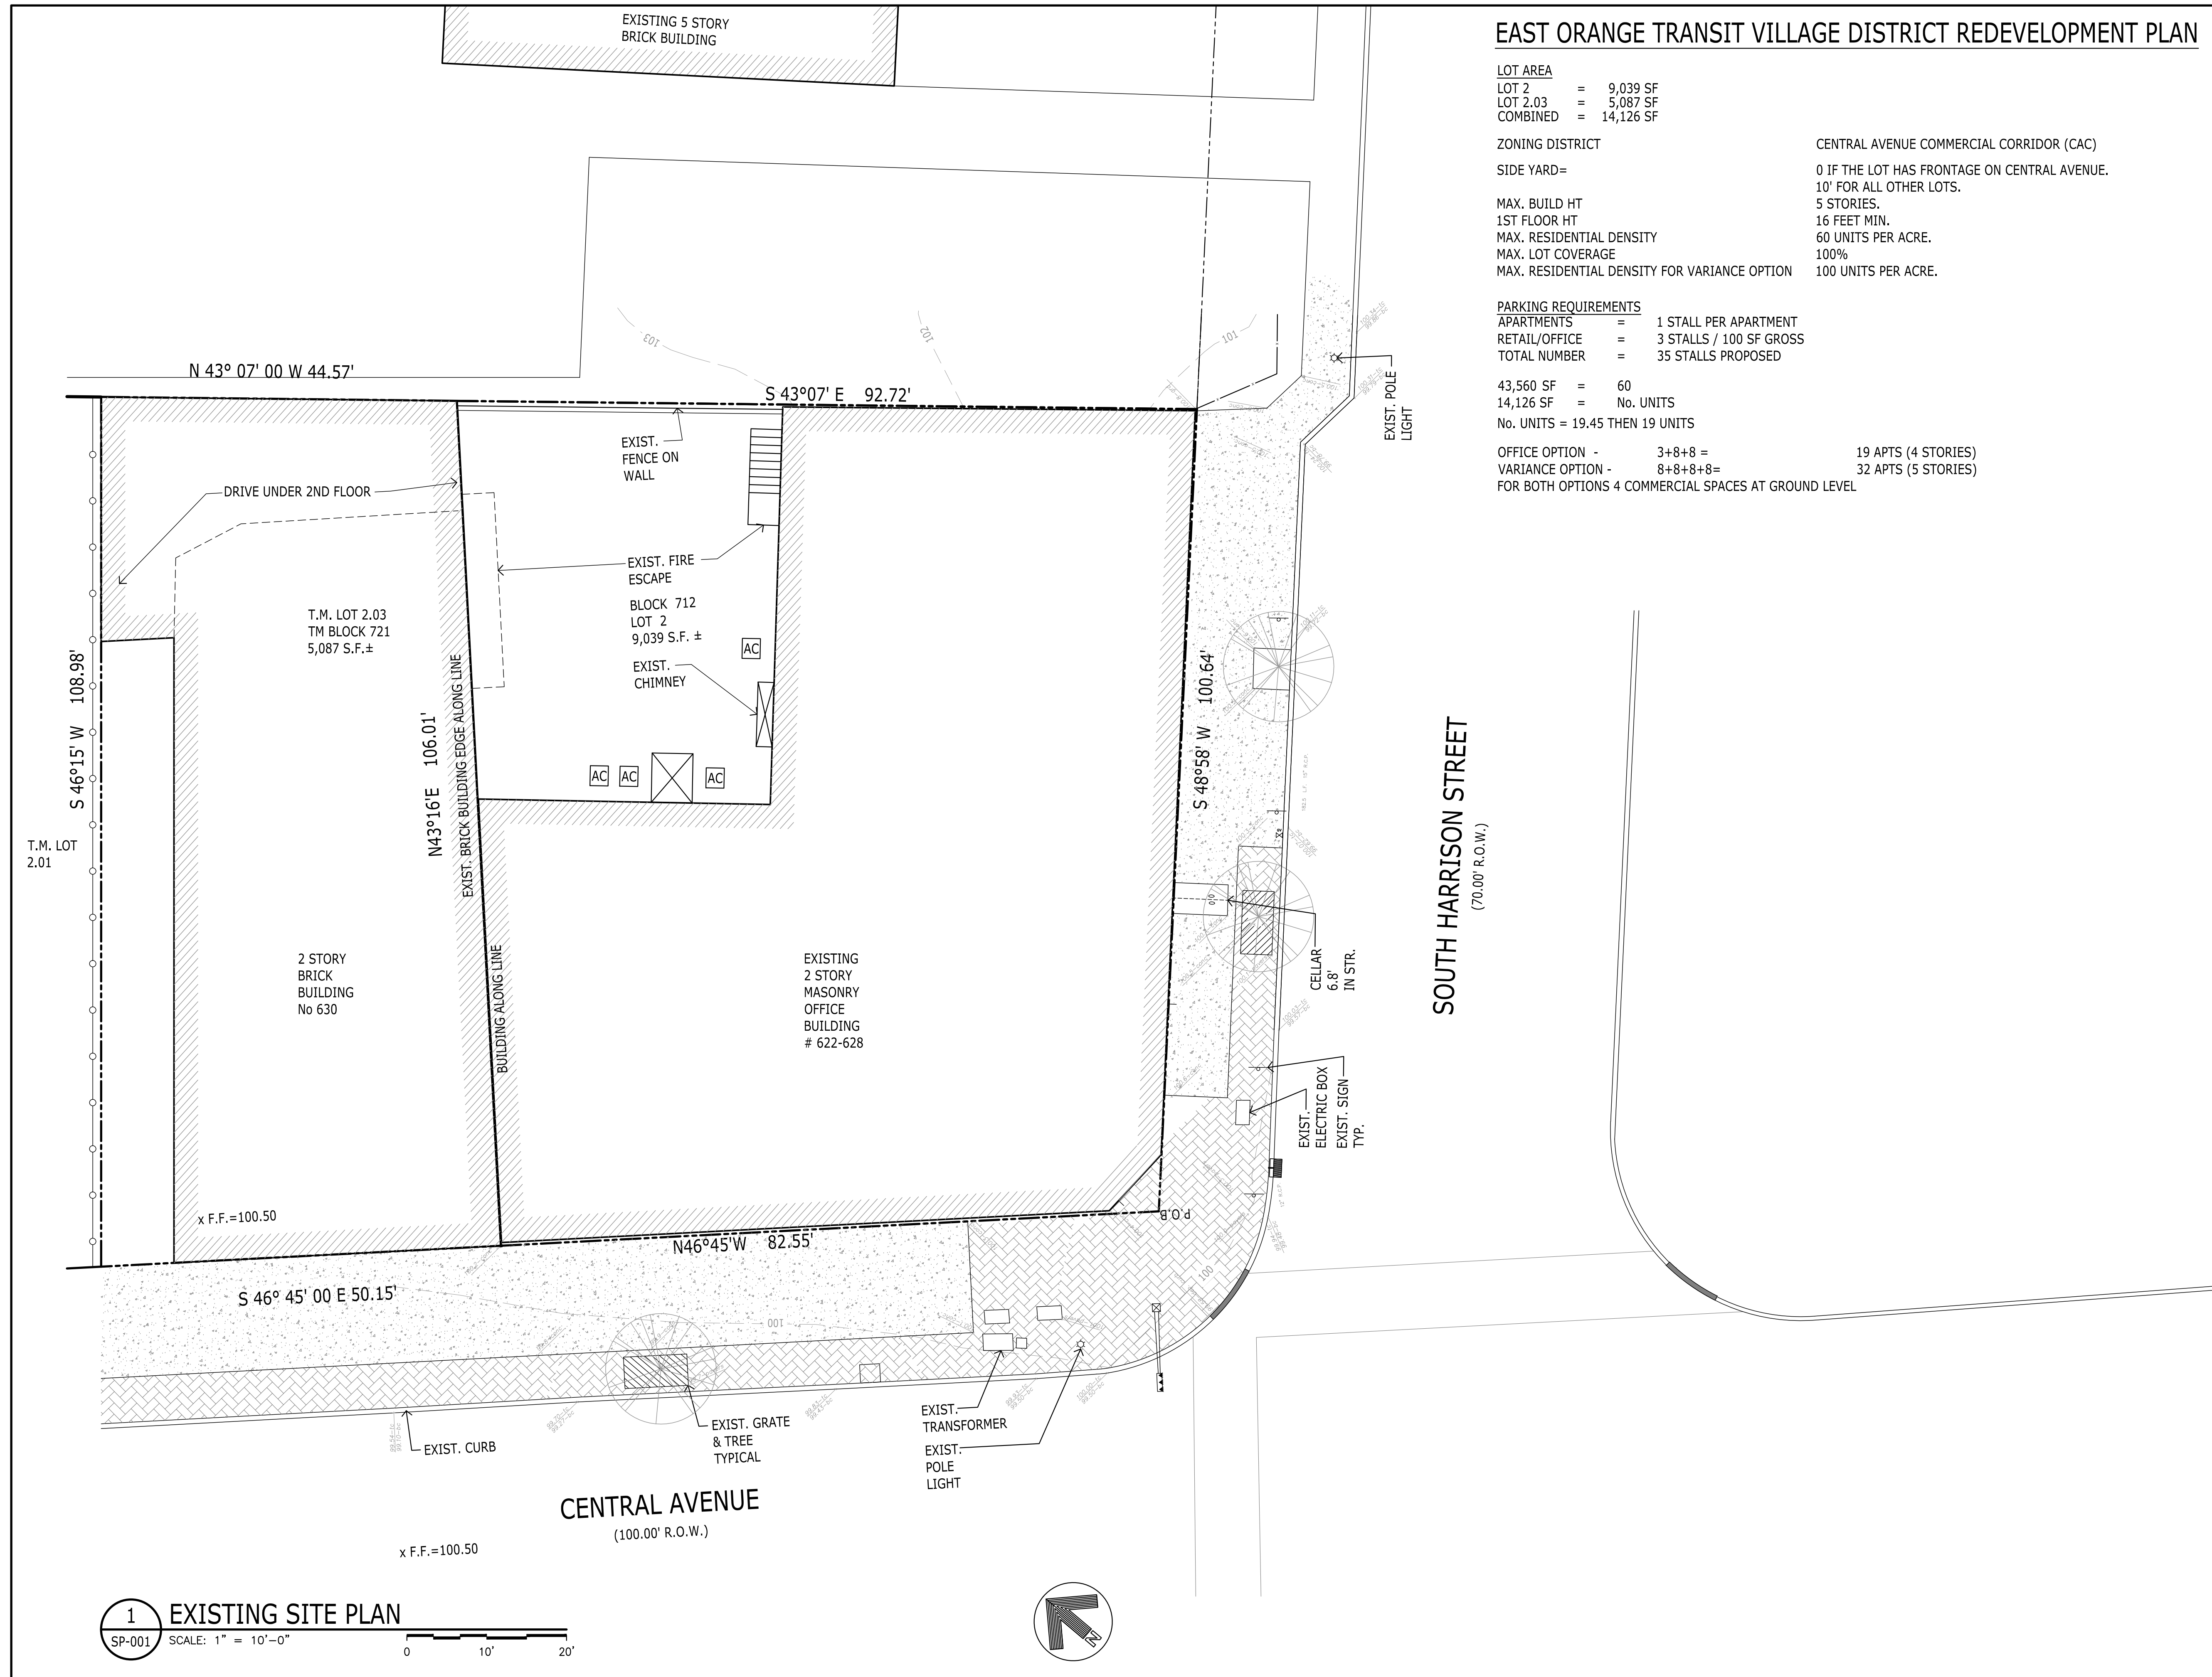 EXISTING 5 STORY
BRICK BUILDING
EAST ORANGE TRANSIT VILLAGE DISTRICT REDEVELOPMENT PLAN
LOT AREA
LOT 2 = 9,039 SF
LOT 2.03 = 5,087 SF
COMBINED = 14,126 SF
ZONING DISTRICT CENTRAL AVENUE COMMERCIAL CORRIDOR (CAC)
SIDE YARD= 0 IF THE LOT HAS FRONTAGE ON CENTRAL AVENUE.
10' FOR ALL OTHER LOTS.
MAX. BUILD HT 5 STORIES.
1ST FLOOR HT 16 FEET MIN.
MAX. RESIDENTIAL DENSITY 60 UNITS PER ACRE.
MAX. LOT COVERAGE 100%
MAX. RESIDENTIAL DENSITY FOR VARIANCE OPTION 100 UNITS PER ACRE.
PARKING REQUIREMENTS
APARTMENTS = 1 STALL PER APARTMENT
RETAIL/OFFICE = 3 STALLS / 100 SF GROSS
TOTAL NUMBER = 35 STALLS PROPOSED
43,560 SF = 60
14,126 SF = No. UNITS
No. UNITS = 19.45 THEN 19 UNITS
OFFICE OPTION - 3+8+8 = 19 APTS (4 STORIES)
VARIANCE OPTION - 8+8+8+8= 32 APTS (5 STORIES)
FOR BOTH OPTIONS 4 COMMERCIAL SPACES AT GROUND LEVEL
103
102
101
N 43° 07' 00 W 44.57'
S 43°07' E 92.72'
EXIST. POLE
LIGHT
EXIST.
FENCE ON
WALL
DRIVE UNDER 2ND FLOOR
EXIST. FIRE
ESCAPE
BLOCK 712
LOT 2
9,039 S.F. ±
T.M. LOT 2.03
TM BLOCK 721
5,087 S.F.±
AC
EXIST.
CHIMNEY
S 46°15' W 108.98'
N43°16'E 106.01'
EXIST. BRICK BUILDING EDGE ALONG LINE
S 48°58' W 100.64'
AC
AC
AC
T.M. LOT
2.01
SOUTH HARRISON STREET
(70.00' R.O.W.)
CELLAR
6.8'
IN STR.
2 STORY
BRICK
BUILDING
No 630
BUILDING ALONG LINE
EXISTING
2 STORY
MASONRY
OFFICE
BUILDING
# 622-628
EXIST.
ELECTRIC BOX
EXIST. SIGN
TYP.
x F.F.=100.50
P.O.B
N46°45'W 82.55'
S 46° 45' 00 E 50.15'
100
100
EXIST. CURB
EXIST. GRATE
& TREE
TYPICAL
EXIST.
TRANSFORMER
EXIST.
POLE
LIGHT
CENTRAL AVENUE
(100.00' R.O.W.)
x F.F.=100.50
1
SP-001
EXISTING SITE PLAN
SCALE: 1" = 10'-0"
0 10' 20'
N